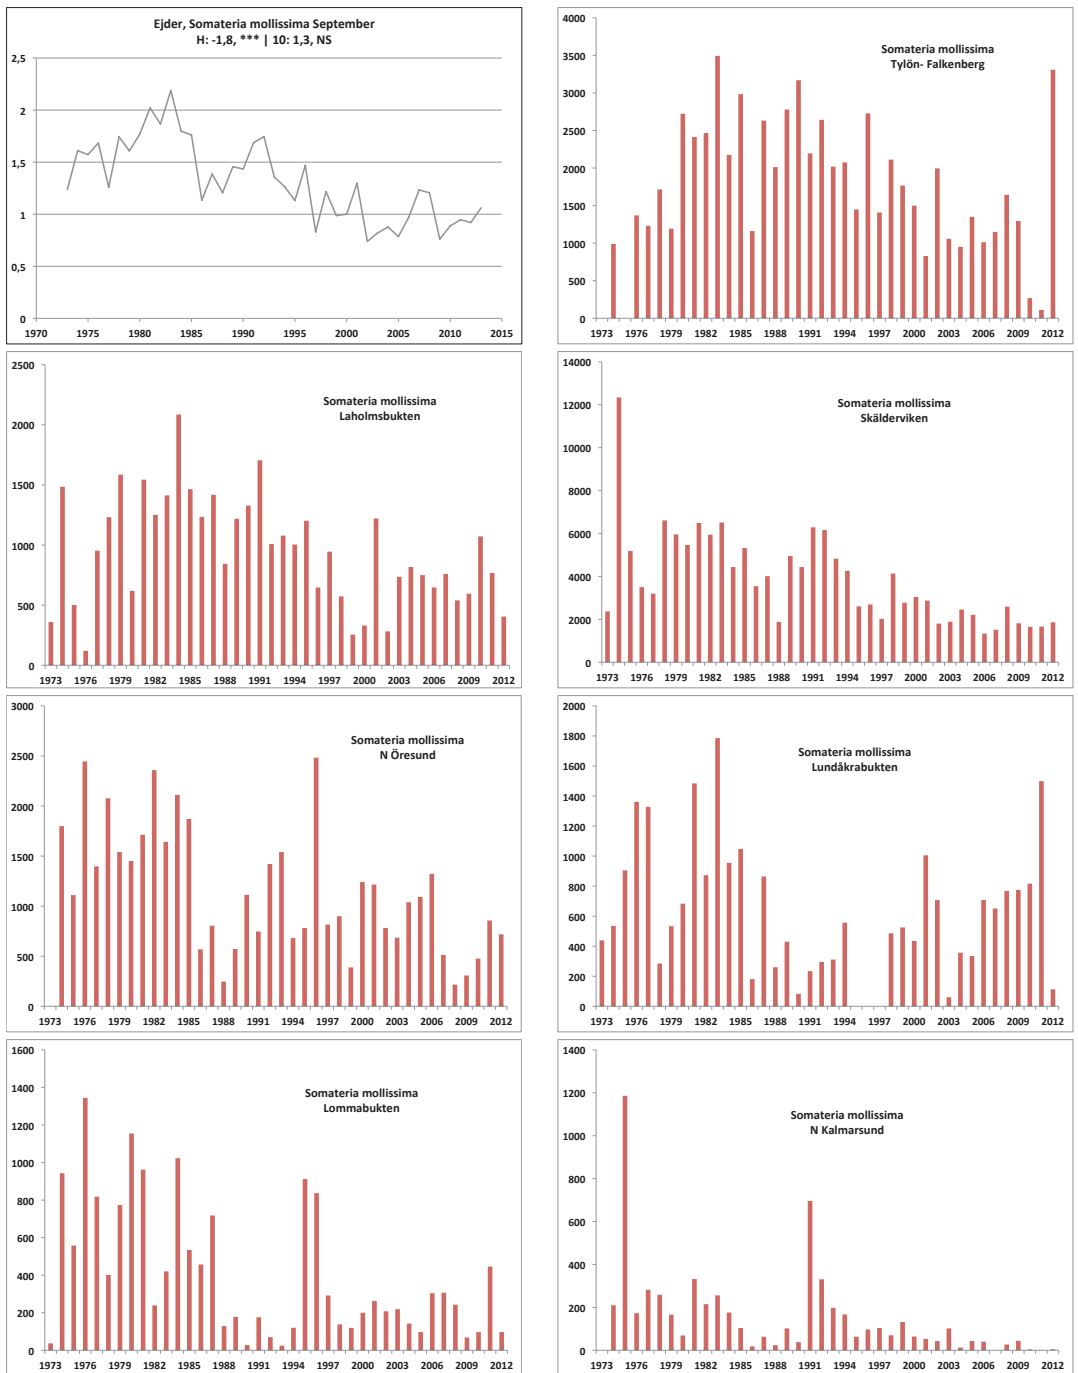 Ejder, Somateria mollissima September
H: -1,8, *** | 10: 1,3, NS
2,5
2
1,5
1
0,5
0
1970 1975 1980 1985 1990 1995 2000 2005 2010 2015
Somateria mollissima
Tylön- Falkenberg
4000
3500
3000
2500
2000
1500
1000
500
0
1973 1976 1979 1982 1985 1988 1991 1994 1997 2000 2003 2006 2009 2012
Somateria mollissima
Laholmsbukten
2500
2000
1500
1000
500
0
1973 1976 1979 1982 1985 1988 1991 1994 1997 2000 2003 2006 2009 2012
Somateria mollissima
Skälderviken
14000
12000
10000
8000
6000
4000
2000
0
1973 1976 1979 1982 1985 1988 1991 1994 1997 2000 2003 2006 2009 2012
Somateria mollissima
N Öresund
3000
2500
2000
1500
1000
500
0
1973 1976 1979 1982 1985 1988 1991 1994 1997 2000 2003 2006 2009 2012
Somateria mollissima
Lundåkrabukten
2000
1800
1600
1400
1200
1000
800
600
400
200
0
1973 1976 1979 1982 1985 1988 1991 1994 1997 2000 2003 2006 2009 2012
Somateria mollissima
Lommabukten
1600
1400
1200
1000
800
600
400
200
0
1973 1976 1979 1982 1985 1988 1991 1994 1997 2000 2003 2006 2009 2012
Somateria mollissima
N Kalmarsund
1400
1200
1000
800
600
400
200
0
1973 1976 1979 1982 1985 1988 1991 1994 1997 2000 2003 2006 2009 2012